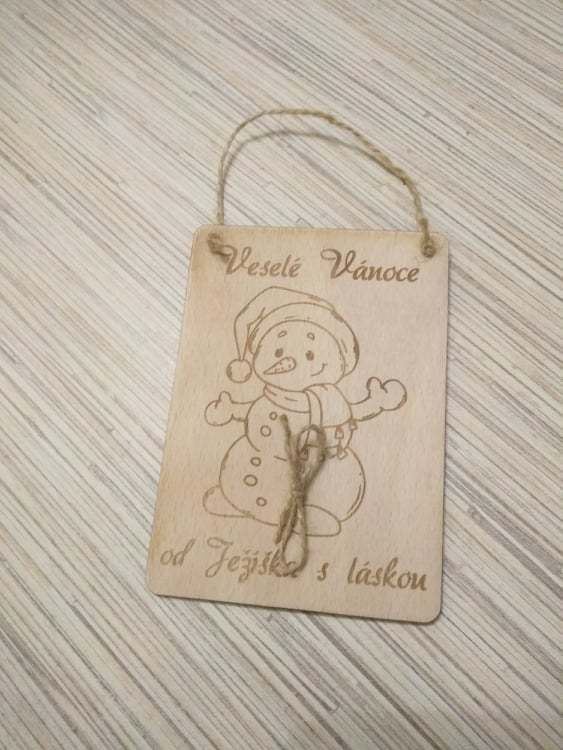 Veselé Vánoce
od Ježíška s láskou